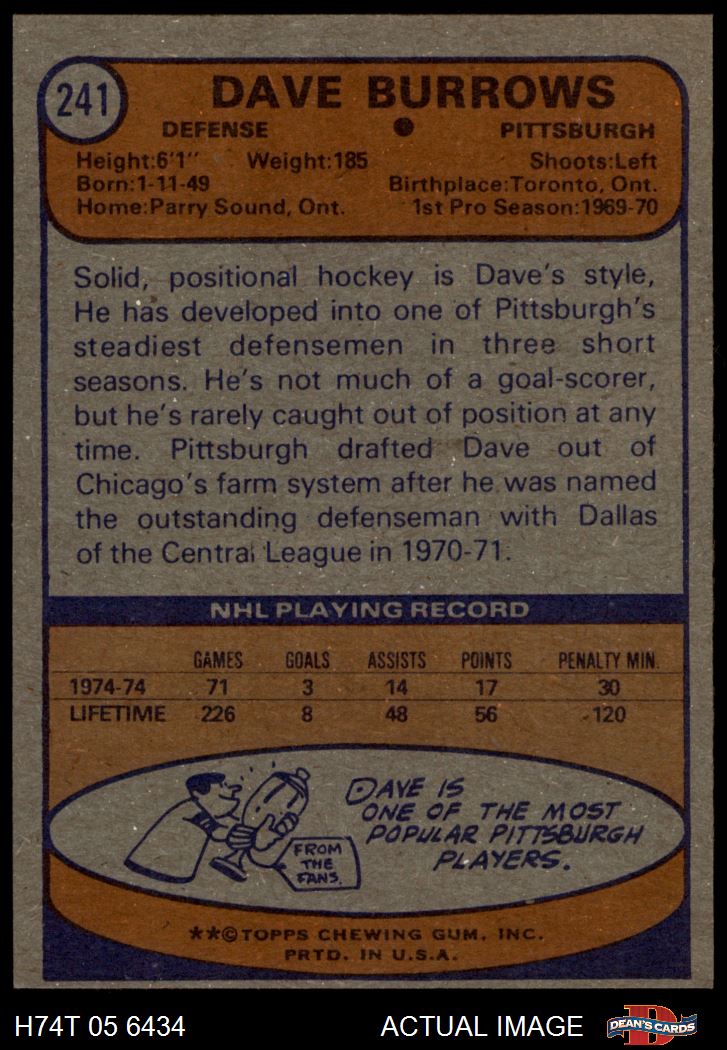 241
DAVE BURROWS
DEFENSE ● PITTSBURGH
Height:6'1" Weight:185 Shoots:Left
Born:1-11-49 Birthplace:Toronto, Ont.
Home:Parry Sound, Ont. 1st Pro Season:1969-70
Solid, positional hockey is Dave's style,
He has developed into one of Pittsburgh's
steadiest defensemen in three short
seasons. He's not much of a goal-scorer,
but he's rarely caught out of position at any
time. Pittsburgh drafted Dave out of
Chicago's farm system after he was named
the outstanding defenseman with Dallas
of the Central League in 1970-71.
NHL PLAYING RECORD
GAMES GOALS ASSISTS POINTS PENALTY MIN.
1974-74 71 3 14 17 30
LIFETIME 226 8 48 56 120
DAVE IS
ONE OF THE MOST
POPULAR PITTSBURGH
PLAYERS.
FROM
THE
FANS.
**©TOPPS CHEWING GUM, INC.
PRTD. IN U.S.A.
H74T 05 6434 ACTUAL IMAGE DEAN'S CARDS